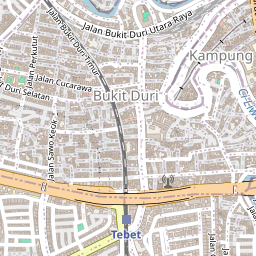 Jalan Bukit Duri Utara Raya
Jalan Bukit Duri Timur
Kampung
Jalan Perkutut
Jalan Cucarawa
Bukit Duri
Duri Selatan
Jalan Sawo Kecik
Tebet
Jalan